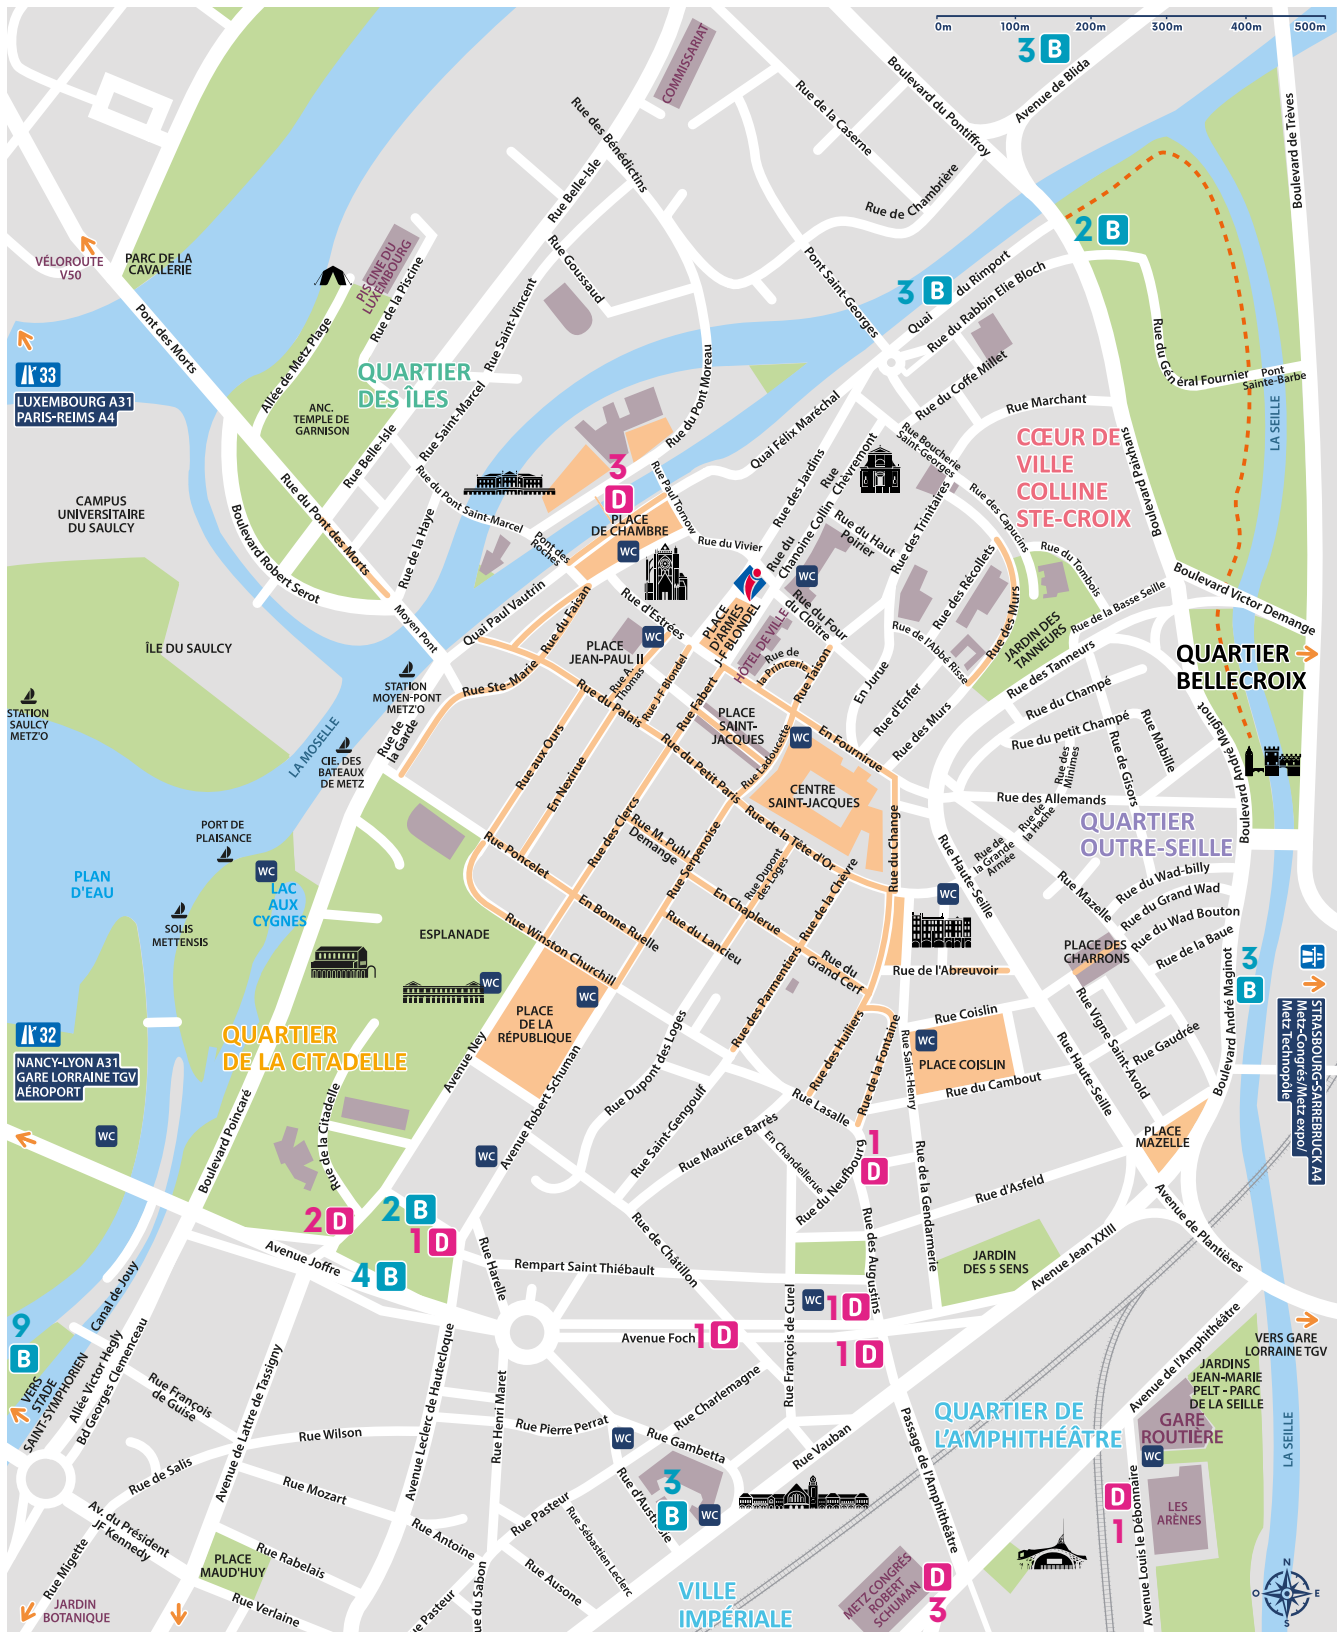 0m 100m 200m 300m 400m 500m
3 B
COMMISSARIAT
Boulevard du Pontiffroy
Avenue de Blida
Boulevard de Trèves
Rue de la Caserne
Rue des Bénédictins
Rue Belle-Isle
Rue de Chambrière
2 B
VÉLOROUTE
V50
PARC DE LA
CAVALERIE
PISCINE DU
LUXEMBOURG
Rue de la Piscine
Rue Goussaud
Pont Saint-Georges
3 B
Quai du Rimport
Rue du Rabbin Elie Bloch
Pont des Morts
Allée de Metz Plage
Rue Saint-Vincent
Rue du Pont Moreau
Rue du Général Fournier
Pont
Sainte-Barbe
LA SEILLE
33
LUXEMBOURG A31
PARIS-REIMS A4
QUARTIER
DES ÎLES
ANC.
TEMPLE DE
GARNISON
Rue Saint-Marcel
Rue Belle-Isle
Rue du Coffe Millet
Rue Marchant
Quai Félix Maréchal
CŒUR DE
VILLE
COLLINE
STE-CROIX
Boulevard Paixhans
Rue Boucherie
Saint-Georges
Rue des Jardins
Rue
Chèvremont
3
D
Rue Paul Tornow
PLACE
DE CHAMBRE
WC
CAMPUS
UNIVERSITAIRE
DU SAULCY
Rue du Pont des Morts
Rue du Pont Saint-Marcel
Pont des
Roches
Rue de la Haye
Boulevard Robert Serot
Rue du Vivier
Rue du
Chanoine Collin
Rue du Haut
Poirier
Rue des Trinitaires
Rue des Capucins
Rue du Tombois
Boulevard Victor Demange
WC
Moyen Pont
Quai Paul Vautrin
Rue du Faisan
Rue d'Estrées
PLACE
D'ARMES
J-F BLONDEL
HÔTEL DE VILLE
Rue du Four
du Cloître
Rue des Récollets
Rue des Murs
Rue de l'Abbé Risse
JARDIN DES
TANNEURS
Rue de la Basse Seille
Rue des Tanneurs
QUARTIER
BELLECROIX
ÎLE DU SAULCY
STATION
SAULCY
METZ'O
STATION
MOYEN-PONT
METZ'O
Rue Ste-Marie
PLACE
JEAN-PAUL II
WC
Rue A.
Thomas
Rue J-F Blondel
Rue Fabert
Rue de
la Princerie
Rue Taison
En Jurue
Rue d'Enfer
Rue des Murs
Rue du Champé
Rue du petit Champé
Rue Mabille
Rue de Gisors
Rue des
Minimes
LA MOSELLE
CIE. DES
BATEAUX
DE METZ
Rue de
la Garde
Rue du Palais
Rue aux Ours
En Nexirue
Rue du Petit Paris
PLACE
SAINT-
JACQUES
Rue Ladoucette
WC
En Fournirue
CENTRE
SAINT-JACQUES
Boulevard André Maginot
Rue des Allemands
Rue de
la Hache
Rue de
la Grande
Armée
QUARTIER
OUTRE-SEILLE
PORT DE
PLAISANCE
WC
LAC
AUX
CYGNES
PLAN
D'EAU
SOLIS
METTENSIS
Rue Poncelet
Rue des Clercs
Rue M. Puhl
Demange
Rue Serpenoise
Rue de la Tête d'Or
Rue Dupont
des Loges
Rue de la Chèvre
Rue du Change
Rue Haute-Seille
WC
Rue Mazelle
Rue du Wad-billy
Rue du Grand Wad
Rue du Wad Bouton
Rue de la Baue
PLACE DES
CHARRONS
ESPLANADE
Rue Winston Churchill
En Bonne Ruelle
Rue du Lancieu
En Chaplerue
Rue du
Grand Cerf
Rue des Parmentiers
Rue de l'Abreuvoir
WC
WC
PLACE
DE LA
RÉPUBLIQUE
Rue Coislin
WC
PLACE COISLIN
Rue du Cambout
Rue Saint-Henry
Rue Vigne Saint-Avold
Rue Gaudrée
Rue Haute-Seille
Boulevard André Maginot
3
B
STRASBOURG-SARREBRUCK A4
Metz-Congrès/Metz expo/
Metz Technopôle
32
NANCY-LYON A31
GARE LORRAINE TGV
AÉROPORT
QUARTIER
DE LA CITADELLE
Avenue Ney
Avenue Robert Schuman
Rue Dupont des Loges
Rue Saint-Gengoulf
Rue des Huiliers
Rue de la Fontaine
Rue Lasalle
Rue Maurice Barrès
En Chandellerue
Rue du Neufbourg
1
D
PLACE
MAZELLE
WC
Boulevard Poincaré
Rue de la Citadelle
WC
2 D
2 B
1 D
4 B
Avenue Joffre
Rue Harelle
Rue de Châtillon
Rempart Saint Thiébault
Rue des Augustins
Rue de la Gendarmerie
Rue d'Asfeld
JARDIN
DES 5 SENS
Avenue Jean XXIII
Avenue de Plantières
WC 1 D
1 D
Avenue Foch 1 D
Rue François de Curel
VERS GARE
LORRAINE TGV
9
B
VERS
STADE
SAINT-SYMPHORIEN
Canal de Jouy
Allée Victor Hegly
Bd Georges Clemenceau
Rue François
de Guise
Avenue de Lattre de Tassigny
Avenue Leclerc de Hautecloque
Rue Henri Maret
Rue Charlemagne
Rue Pierre Perrat
WC
Rue Gambetta
Rue Vauban
Passage de l'Amphithéâtre
QUARTIER DE
L'AMPHITHÉÂTRE
Avenue de l'Amphithéâtre
JARDINS
JEAN-MARIE
PELT - PARC
DE LA SEILLE
GARE
ROUTIÈRE
WC
LA SEILLE
Rue Wilson
Rue de Salis
Rue Mozart
Av. du Président
JF Kennedy
Rue Migette
Rue Antoine
Rue Pasteur
Rue d'Austrasie
3
B
WC
Rue Sébastien Leclerc
Rue Ausone
D
1
LES
ARÈNES
Avenue Louis le Débonnaire
PLACE
MAUD'HUY
Rue Rabelais
Rue Verlaine
JARDIN
BOTANIQUE
Pasteur
ue du Sabon
VILLE
IMPÉRIALE
METZ CONGRÈS
ROBERT
SCHUMAN
D
3
N
O E
S